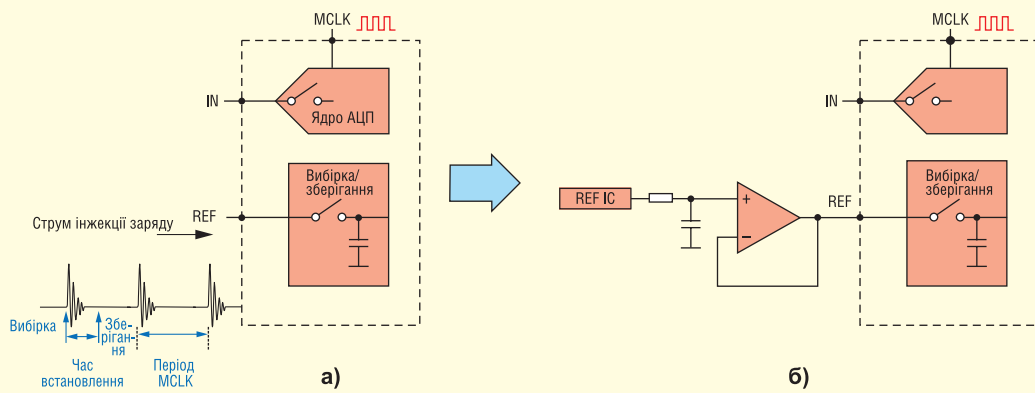 MCLK
IN
Ядро АЦП
Вибірка/
зберігання
REF
Струм інжекції заряду
Вибірка
Збе-
ріган-
ня
Час
встановлення
Період
MCLK
а)
MCLK
IN
Вибірка/
зберігання
REF IC
+
−
REF
б)